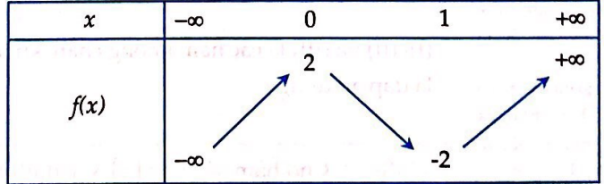 x −∞ 0 1 +∞
2 +∞
f(x)
−∞ -2